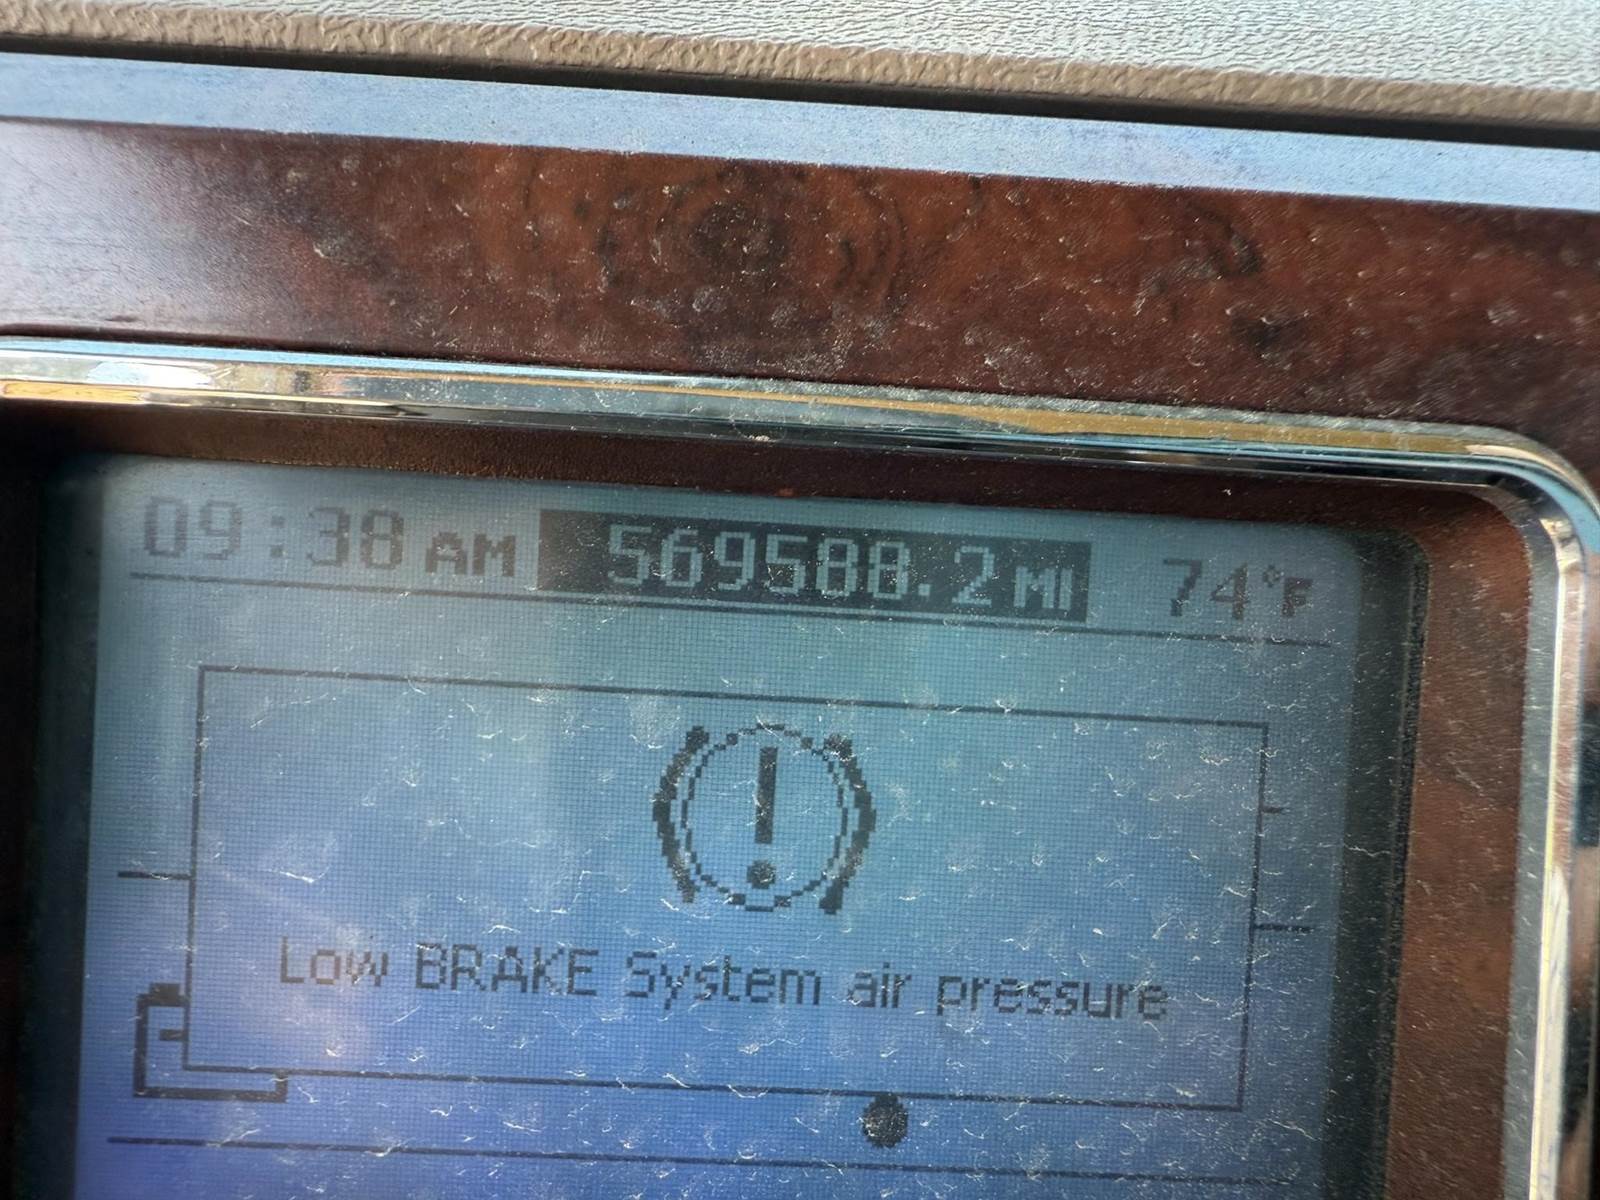 09:38 AM 569588.2 MI 74°F
!
Low BRAKE System air pressure